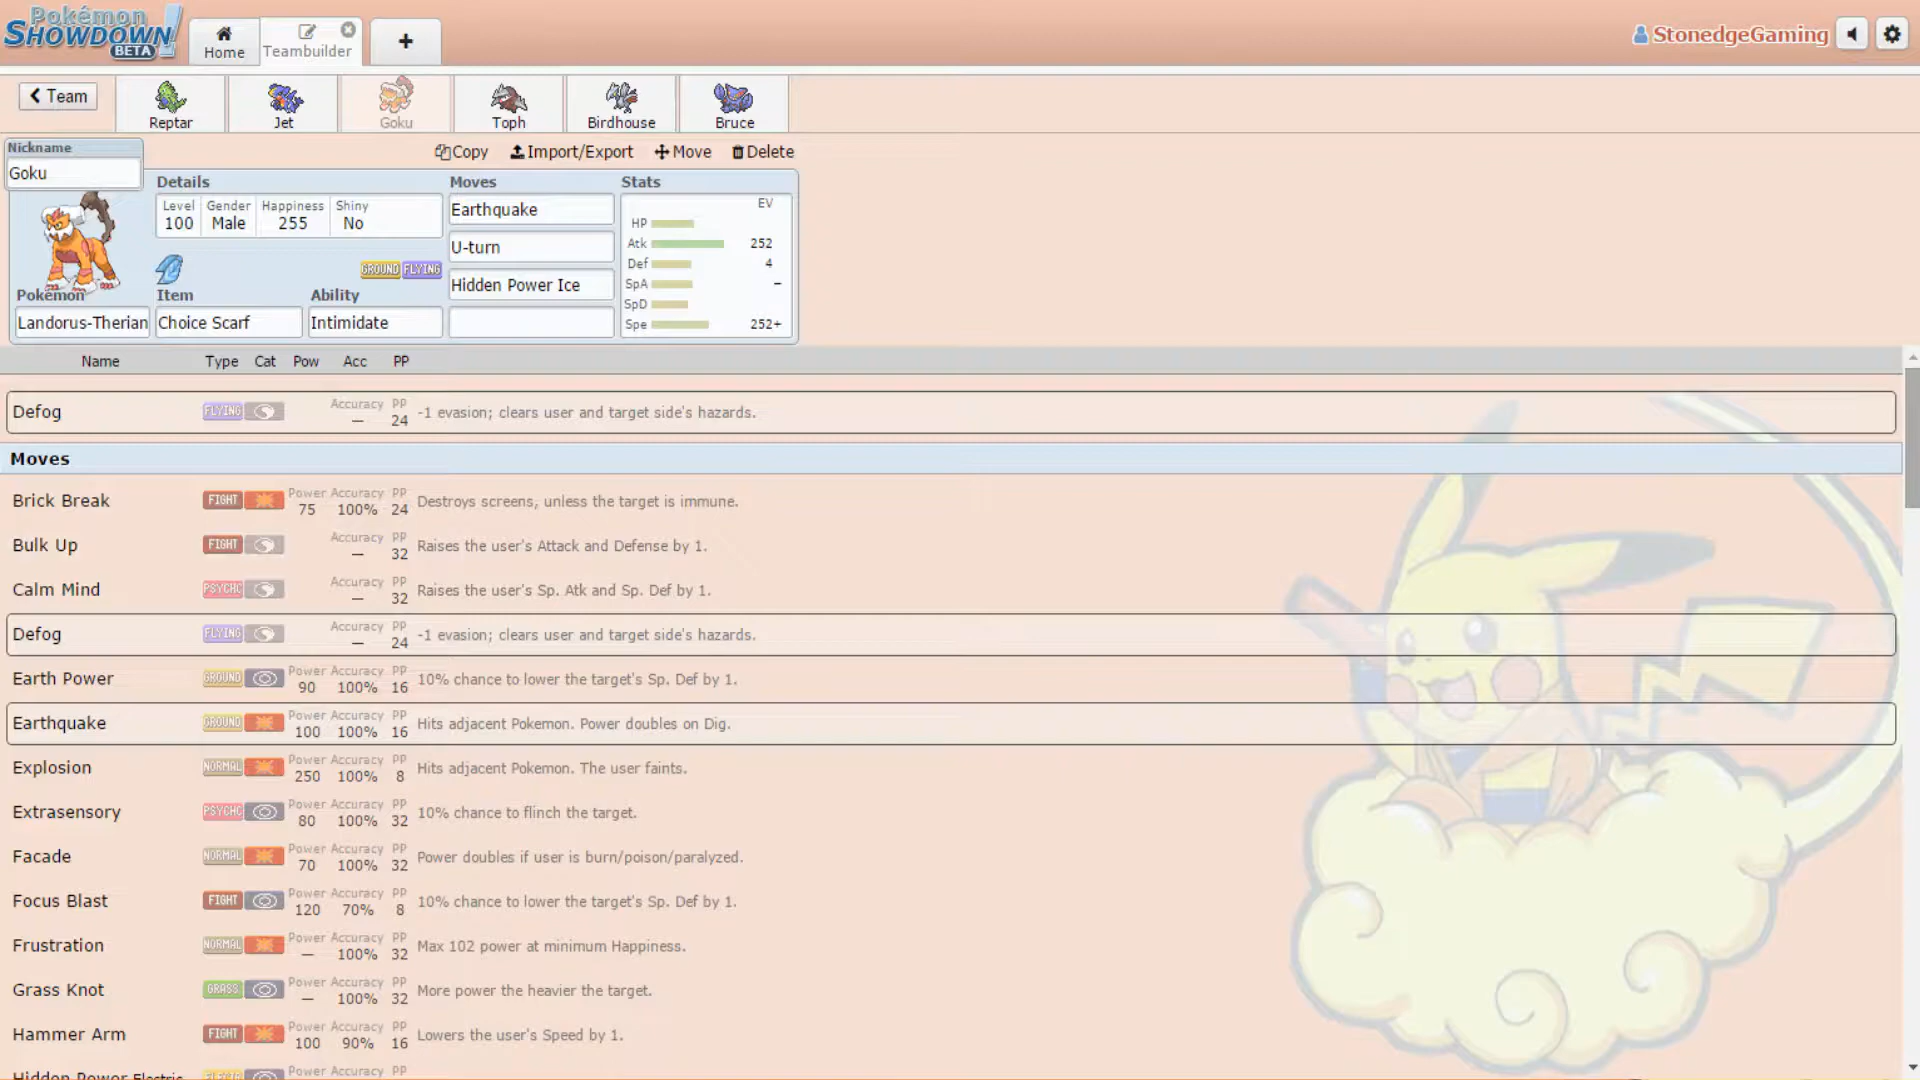 Pokémon
SHOWDOWN!
BETA
Home
Teambuilder
+
StonedgeGaming
Team
Reptar
Jet
Goku
Toph
Birdhouse
Bruce
Nickname
Goku
Copy Import/Export Move Delete
Details
Level Gender Happiness Shiny
100 Male 255 No
GROUND FLYING
Pokémon Item Ability
Landorus-Therian Choice Scarf Intimidate
Moves
Earthquake
U-turn
Hidden Power Ice
Stats
EV
HP
Atk 252
Def 4
SpA –
SpD
Spe 252+
Name Type Cat Pow Acc PP
Defog FLYING Accuracy — PP 24 -1 evasion; clears user and target side's hazards.
Moves
Brick Break FIGHT Power 75 Accuracy 100% PP 24 Destroys screens, unless the target is immune.
Bulk Up FIGHT Accuracy — PP 32 Raises the user's Attack and Defense by 1.
Calm Mind PSYCHC Accuracy — PP 32 Raises the user's Sp. Atk and Sp. Def by 1.
Defog FLYING Accuracy — PP 24 -1 evasion; clears user and target side's hazards.
Earth Power GROUND Power 90 Accuracy 100% PP 16 10% chance to lower the target's Sp. Def by 1.
Earthquake GROUND Power 100 Accuracy 100% PP 16 Hits adjacent Pokemon. Power doubles on Dig.
Explosion NORMAL Power 250 Accuracy 100% PP 8 Hits adjacent Pokemon. The user faints.
Extrasensory PSYCHC Power 80 Accuracy 100% PP 32 10% chance to flinch the target.
Facade NORMAL Power 70 Accuracy 100% PP 32 Power doubles if user is burn/poison/paralyzed.
Focus Blast FIGHT Power 120 Accuracy 70% PP 8 10% chance to lower the target's Sp. Def by 1.
Frustration NORMAL Power — Accuracy 100% PP 32 Max 102 power at minimum Happiness.
Grass Knot GRASS Power — Accuracy 100% PP 32 More power the heavier the target.
Hammer Arm FIGHT Power 100 Accuracy 90% PP 16 Lowers the user's Speed by 1.
Hidden Power Electric ELECTR Power Accuracy PP